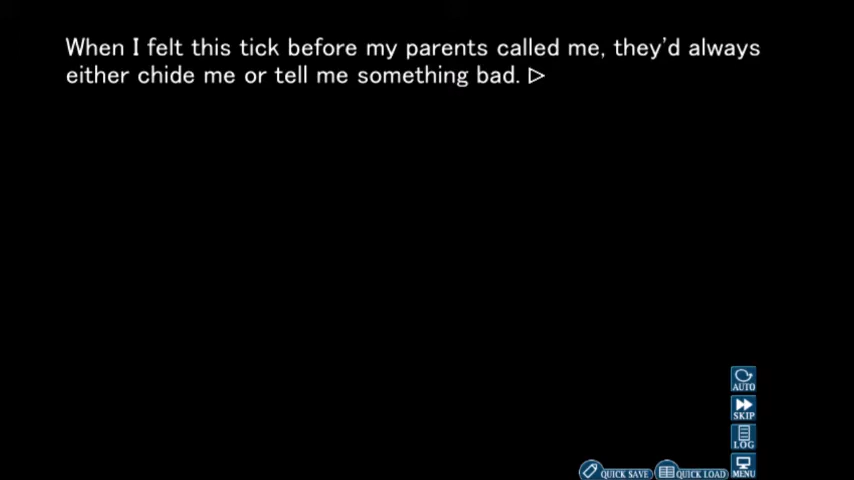 When I felt this tick before my parents called me, they'd always
either chide me or tell me something bad. ▷
AUTO
SKIP
LOG
MENU
QUICK SAVE
QUICK LOAD